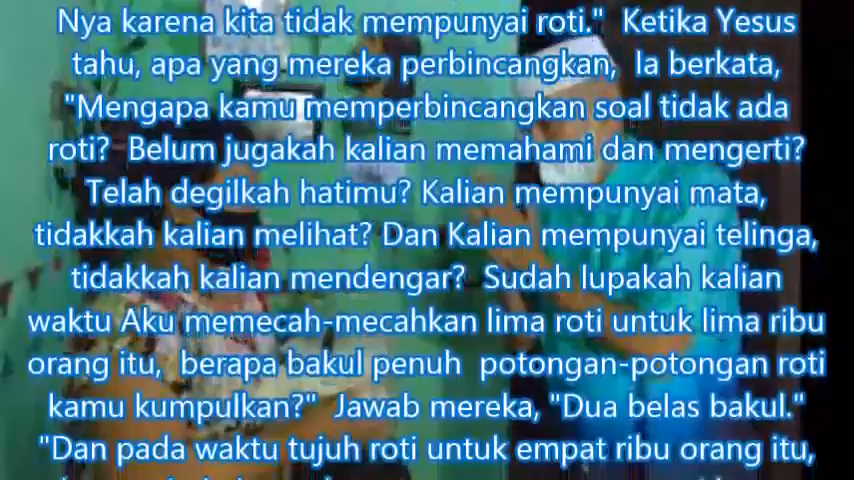 Nya karena kita tidak mempunyai roti." Ketika Yesus
tahu, apa yang mereka perbincangkan, Ia berkata,
"Mengapa kamu memperbincangkan soal tidak ada
roti? Belum jugakah kalian memahami dan mengerti?
Telah degilkah hatimu? Kalian mempunyai mata,
tidakkah kalian melihat? Dan Kalian mempunyai telinga,
tidakkah kalian mendengar? Sudah lupakah kalian
waktu Aku memecah-mecahkan lima roti untuk lima ribu
orang itu, berapa bakul penuh potongan-potongan roti
kamu kumpulkan?" Jawab mereka, "Dua belas bakul."
"Dan pada waktu tujuh roti untuk empat ribu orang itu,